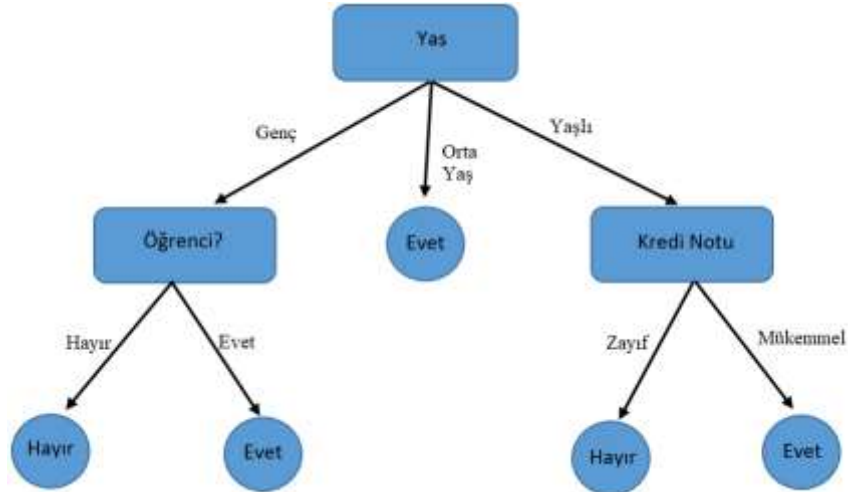 Yas
Genç
Orta
Yaş
Yaşlı
Öğrenci?
Evet
Kredi Notu
Hayır
Evet
Zayıf
Mükemmel
Hayır
Evet
Hayır
Evet